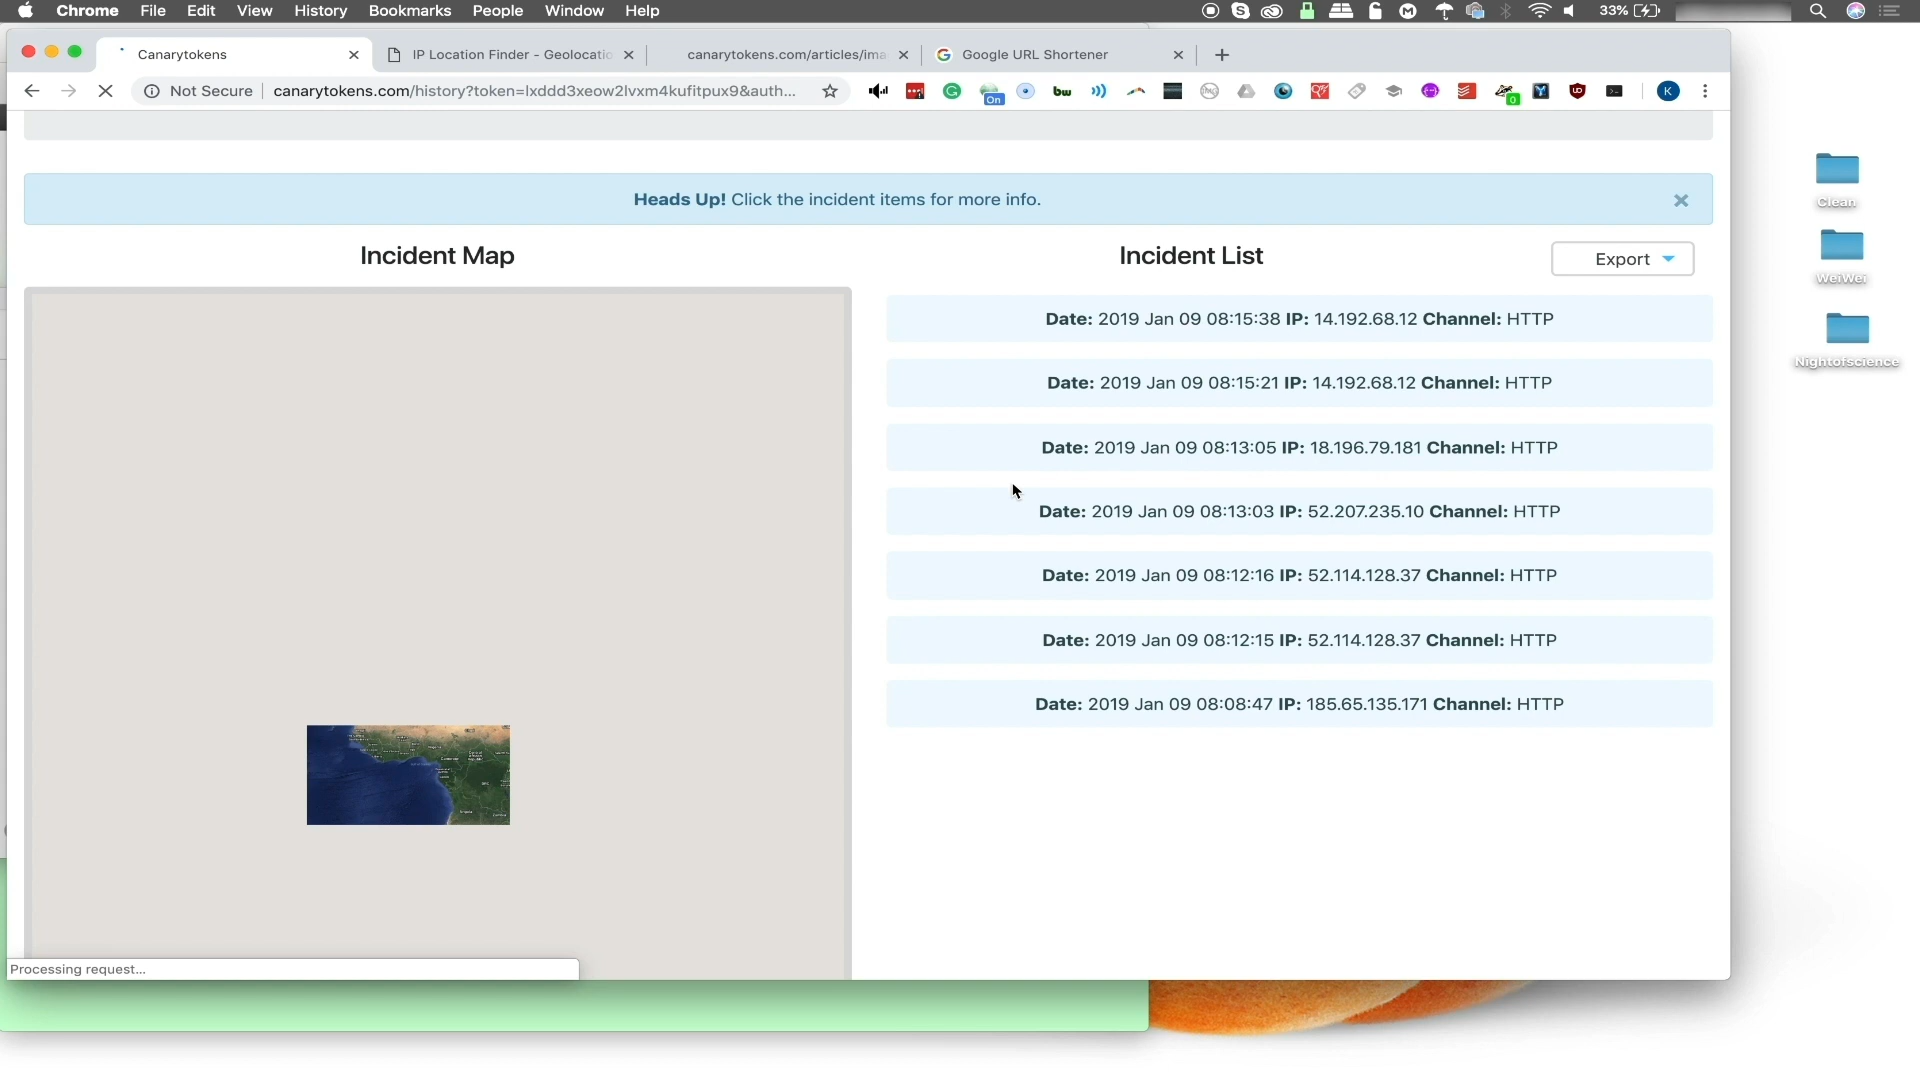 Chrome File Edit View History Bookmarks People Window Help 33%
Canarytokens IP Location Finder - Geolocatio canarytokens.com/articles/ima Google URL Shortener
Not Secure canarytokens.com/history?token=lxddd3xeow2lvxm4kufitpux9&auth...
On bw 0 K
Heads Up! Click the incident items for more info.
Incident Map
Incident List
Export
Date: 2019 Jan 09 08:15:38 IP: 14.192.68.12 Channel: HTTP
Date: 2019 Jan 09 08:15:21 IP: 14.192.68.12 Channel: HTTP
Date: 2019 Jan 09 08:13:05 IP: 18.196.79.181 Channel: HTTP
Date: 2019 Jan 09 08:13:03 IP: 52.207.235.10 Channel: HTTP
Date: 2019 Jan 09 08:12:16 IP: 52.114.128.37 Channel: HTTP
Date: 2019 Jan 09 08:12:15 IP: 52.114.128.37 Channel: HTTP
Date: 2019 Jan 09 08:08:47 IP: 185.65.135.171 Channel: HTTP
Processing request...
Clean
WeiWei
Nightofscience